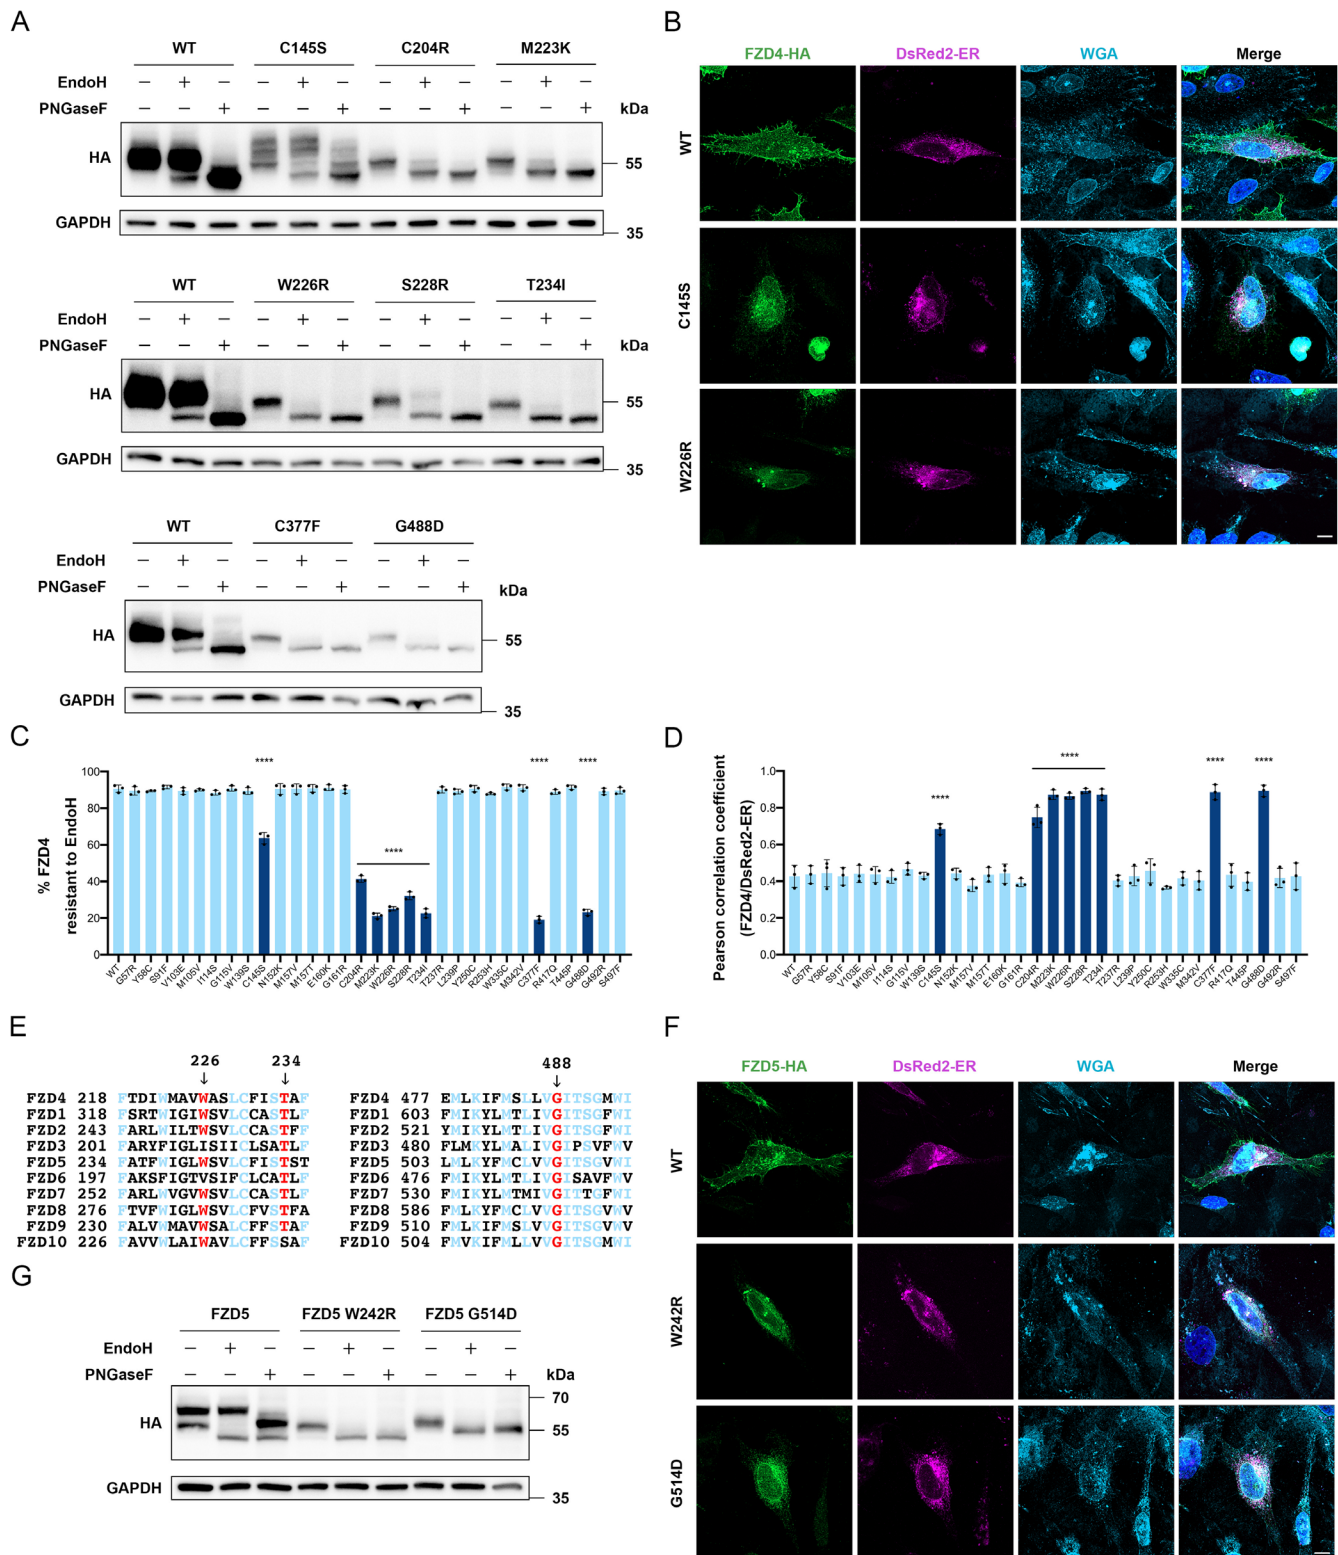 A
WT C145S C204R M223K
EndoH – + – – + – – + – – + –
PNGaseF – – + – – + – – + – – +
kDa
HA
55
GAPDH
35
WT W226R S228R T234I
EndoH – + – – + – – + – – + –
PNGaseF – – + – – + – – + – – +
kDa
HA
55
GAPDH
35
WT C377F G488D
EndoH – + – – + – – + –
PNGaseF – – + – – + – – +
kDa
HA
55
GAPDH
35
B
FZD4-HA DsRed2-ER WGA Merge
WT
C145S
W226R
C
% FZD4
resistant to EndoH
100
80
60
40
20
0
**** **** **** ****
WT G57R Y58C S91F V103E M105V I114S G115V W139S C145S N152K M157V M157T E160K G161R C204R M223K W226R S228R T234I T237R L239P Y250C R253H W335C M342V C377F R417Q T445P G488D G492R S497F
D
Pearson correlation coefficient
(FZD4/DsRed2-ER)
1.0
0.8
0.6
0.4
0.2
0.0
**** **** **** ****
WT G57R Y58C S91F V103E M105V I114S G115V W139S C145S N152K M157V M157T E160K G161R C204R M223K W226R S228R T234I T237R L239P Y250C R253H W335C M342V C377F R417Q T445P G488D G492R S497F
E
226 234
FZD4 218 FTDIWMAVWASLCFISTAF
FZD1 318 FSRTWIGIWSVLCCASTLF
FZD2 243 FARLWILTWSVLCCASTFF
FZD3 201 FARYFIGLISIICLSATLF
FZD5 234 FATFWIGLWSVLCFISTST
FZD6 197 FAKSFIGTVSIFCLCATLF
FZD7 252 FARLWVGVWSVLCCASTLF
FZD8 276 FTVFWIGLWSVLCFVSTFA
FZD9 230 FALVWMAVWSALCFFSTAF
FZD10 226 FAVVWLAIWAVLCFFSSAF
488
FZD4 477 EMLKIFMSLLVGITSGMWI
FZD1 603 FMIKYLMTLIVGITSGFWI
FZD2 521 YMIKYLMTLIVGITSGFWI
FZD3 480 FLMKYLMALIVGIPSVFWV
FZD5 503 LMLKYFMCLVVGITSGVWI
FZD6 476 FMIKYLMTLIVGISAVFWV
FZD7 530 FMIKYLMTMIVGITTGFWI
FZD8 586 FMLKYFMCLVVGITSGVWV
FZD9 510 FMLKIFMSLVVGITSGVWV
FZD10 504 FMVKIFMLLVVGITSGMWI
F
FZD5-HA DsRed2-ER WGA Merge
WT
W242R
G514D
G
FZD5 FZD5 W242R FZD5 G514D
EndoH – + – – + – – + –
PNGaseF – – + – – + – – +
kDa
70
HA
55
GAPDH
35